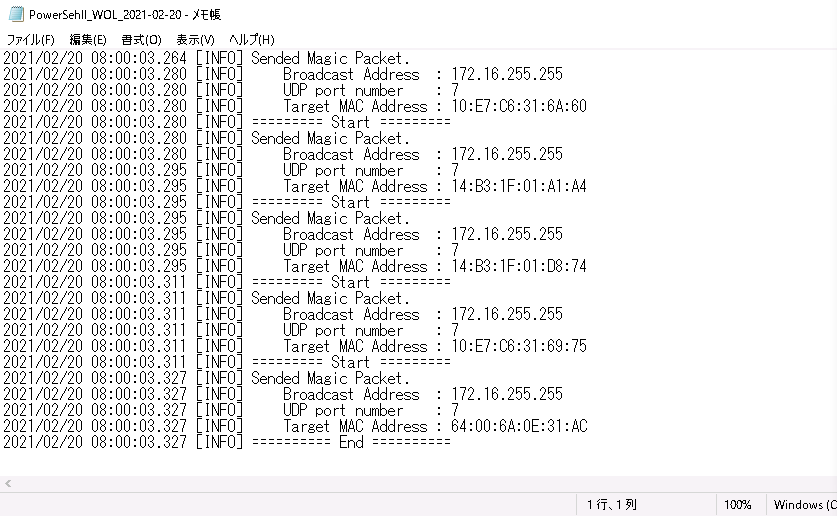 PowerSehll_WOL_2021-02-20 - メモ帳
ファイル(F) 編集(E) 書式(O) 表示(V) ヘルプ(H)
2021/02/20 08:00:03.264 [INFO] Sended Magic Packet.
2021/02/20 08:00:03.280 [INFO]     Broadcast Address  : 172.16.255.255
2021/02/20 08:00:03.280 [INFO]     UDP port number    : 7
2021/02/20 08:00:03.280 [INFO]     Target MAC Address : 10:E7:C6:31:6A:60
2021/02/20 08:00:03.280 [INFO] ========= Start =========
2021/02/20 08:00:03.280 [INFO] Sended Magic Packet.
2021/02/20 08:00:03.280 [INFO]     Broadcast Address  : 172.16.255.255
2021/02/20 08:00:03.295 [INFO]     UDP port number    : 7
2021/02/20 08:00:03.295 [INFO]     Target MAC Address : 14:B3:1F:01:A1:A4
2021/02/20 08:00:03.295 [INFO] ========= Start =========
2021/02/20 08:00:03.295 [INFO] Sended Magic Packet.
2021/02/20 08:00:03.295 [INFO]     Broadcast Address  : 172.16.255.255
2021/02/20 08:00:03.295 [INFO]     UDP port number    : 7
2021/02/20 08:00:03.295 [INFO]     Target MAC Address : 14:B3:1F:01:D8:74
2021/02/20 08:00:03.311 [INFO] ========= Start =========
2021/02/20 08:00:03.311 [INFO] Sended Magic Packet.
2021/02/20 08:00:03.311 [INFO]     Broadcast Address  : 172.16.255.255
2021/02/20 08:00:03.311 [INFO]     UDP port number    : 7
2021/02/20 08:00:03.311 [INFO]     Target MAC Address : 10:E7:C6:31:69:75
2021/02/20 08:00:03.311 [INFO] ========= Start =========
2021/02/20 08:00:03.327 [INFO] Sended Magic Packet.
2021/02/20 08:00:03.327 [INFO]     Broadcast Address  : 172.16.255.255
2021/02/20 08:00:03.327 [INFO]     UDP port number    : 7
2021/02/20 08:00:03.327 [INFO]     Target MAC Address : 64:00:6A:0E:31:AC
2021/02/20 08:00:03.327 [INFO] ========== End ==========
1 行、1 列 100% Windows (C